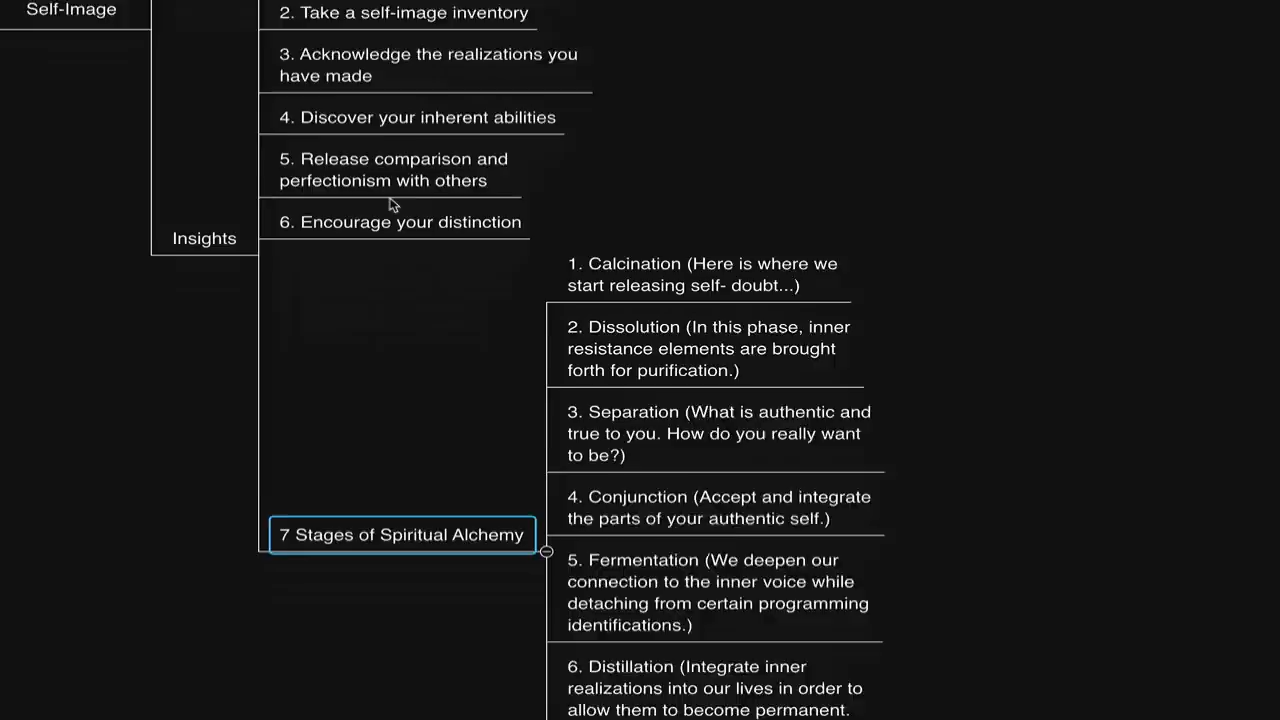 Self-Image
2. Take a self-image inventory
3. Acknowledge the realizations you
have made
4. Discover your inherent abilities
5. Release comparison and
perfectionism with others
6. Encourage your distinction
Insights
7 Stages of Spiritual Alchemy
1. Calcination (Here is where we
start releasing self- doubt...)
2. Dissolution (In this phase, inner
resistance elements are brought
forth for purification.)
3. Separation (What is authentic and
true to you. How do you really want
to be?)
4. Conjunction (Accept and integrate
the parts of your authentic self.)
5. Fermentation (We deepen our
connection to the inner voice while
detaching from certain programming
identifications.)
6. Distillation (Integrate inner
realizations into our lives in order to
allow them to become permanent.